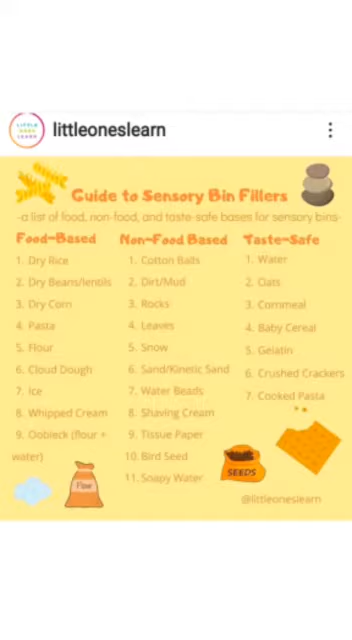 LITTLE
ONES
LEARN
littleoneslearn
Guide to Sensory Bin Fillers
-a list of food, non-food, and taste-safe bases for sensory bins-
Food-Based
1. Dry Rice
2. Dry Beans/lentils
3. Dry Corn
4. Pasta
5. Flour
6. Cloud Dough
7. Ice
8. Whipped Cream
9. Oobleck (flour +
water)
Non-Food Based
1. Cotton Balls
2. Dirt/Mud
3. Rocks
4. Leaves
5. Snow
6. Sand/Kinetic Sand
7. Water Beads
8. Shaving Cream
9. Tissue Paper
10. Bird Seed
11. Soapy Water
Taste-Safe
1. Water
2. Oats
3. Cornmeal
4. Baby Cereal
5. Gelatin
6. Crushed Crackers
7. Cooked Pasta
Flour
SEEDS
@littleoneslearn